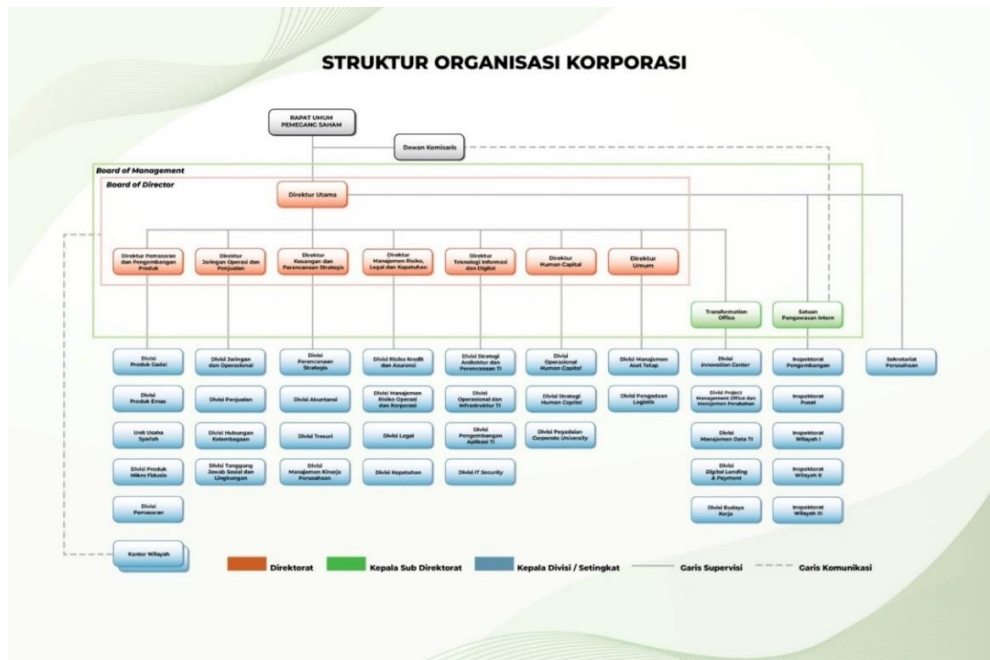 STRUKTUR ORGANISASI KORPORASI
RAPAT UMUM
PEMEGANG SAHAM
Dewan Komisaris
Board of Management
Board of Director
Direktur Utama
Direktur Pemasaran
dan Pengembangan
Produk
Direktur
Jaringan Operasi dan
Penjualan
Direktur
Keuangan dan
Perencanaan Strategis
Direktur
Manajemen Risiko,
Legal dan Kepatuhan
Direktur
Teknologi Informasi
dan Digital
Direktur
Human Capital
Direktur
Umum
Transformation
Office
Satuan
Pengawasan Intern
Divisi
Produk Gadai
Divisi Jaringan
dan Operasional
Divisi
Perencanaan
Strategis
Divisi Risiko Kredit
dan Asuransi
Divisi Strategi
Arsitektur dan
Perencanaan TI
Divisi
Operasional
Human Capital
Divisi Manajemen
Aset Tetap
Divisi
Innovation Center
Inspektorat
Pengembangan
Sekretariat
Perusahaan
Divisi
Produk Emas
Divisi Penjualan
Divisi Akuntansi
Divisi Manajemen
Risiko Operasi
dan Korporasi
Divisi
Operasional dan
Infrastruktur TI
Divisi Strategi
Human Capital
Divisi Pengadaan
Logistik
Divisi Project
Management Office dan
Manajemen Perubahan
Inspektorat
Pusat
Unit Usaha
Syariah
Divisi Hubungan
Kelembagaan
Divisi Tresuri
Divisi Legal
Divisi
Pengembangan
Aplikasi TI
Divisi Pegadaian
Corporate University
Divisi
Manajemen Data TI
Inspektorat
Wilayah I
Divisi Produk
Mikro Fidusia
Divisi Tanggung
Jawab Sosial dan
Lingkungan
Divisi
Manajemen Kinerja
Perusahaan
Divisi Kepatuhan
Divisi IT Security
Divisi
Digital Lending
& Payment
Inspektorat
Wilayah II
Divisi
Pemasaran
Divisi Budaya
Kerja
Inspektorat
Wilayah III
Kantor Wilayah
Direktorat
Kepala Sub Direktorat
Kepala Divisi / Setingkat
Garis Supervisi
Garis Komunikasi